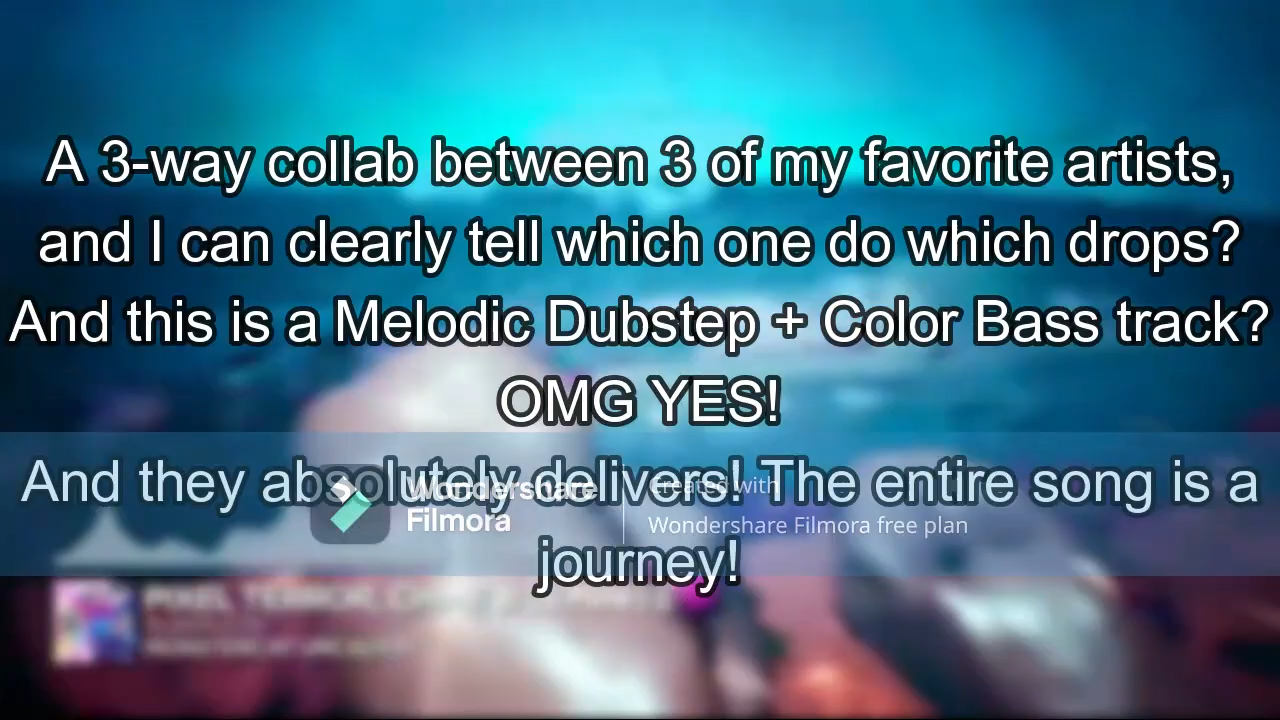 A 3-way collab between 3 of my favorite artists,
and I can clearly tell which one do which drops?
And this is a Melodic Dubstep + Color Bass track?
OMG YES!
And they absolutely delivers! The entire song is a
journey!
Wondershare
Filmora
Created with
Wondershare Filmora free plan
PIXEL TERROR,